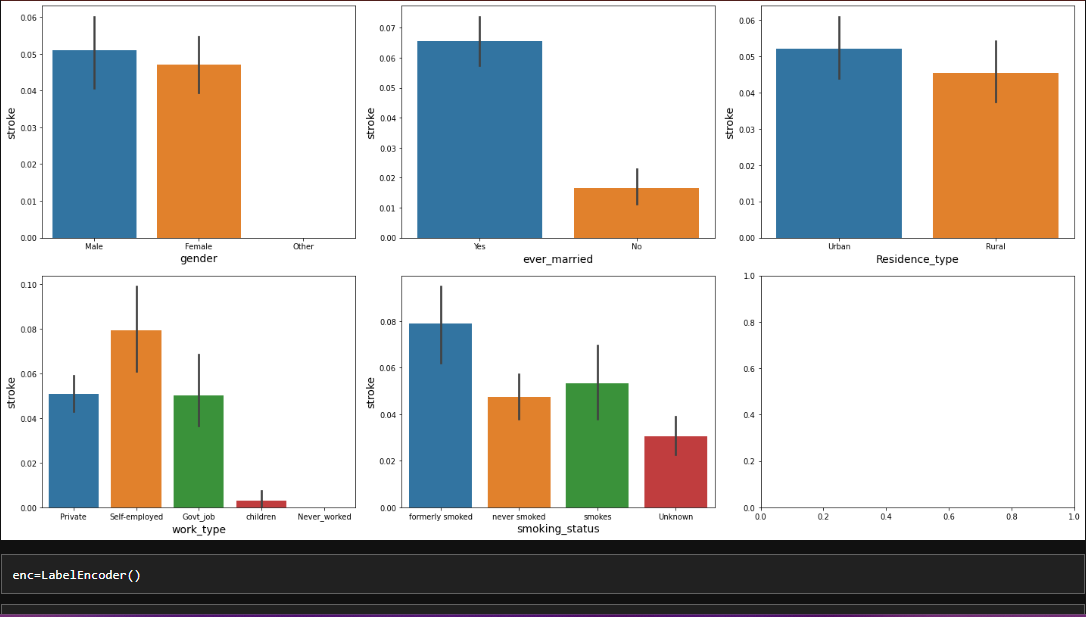 0.06
0.05
0.04
0.03
0.02
0.01
0.00
stroke
Male Female Other
gender
0.07
0.06
0.05
0.04
0.03
0.02
0.01
0.00
stroke
Yes No
ever_married
0.06
0.05
0.04
0.03
0.02
0.01
0.00
stroke
Urban Rural
Residence_type
0.10
0.08
0.06
0.04
0.02
0.00
stroke
Private Self-employed Govt_job children Never_worked
work_type
0.08
0.06
0.04
0.02
0.00
stroke
formerly smoked never smoked smokes Unknown
smoking_status
1.0
0.8
0.6
0.4
0.2
0.0
0.0 0.2 0.4 0.6 0.8 1.0
enc=LabelEncoder()